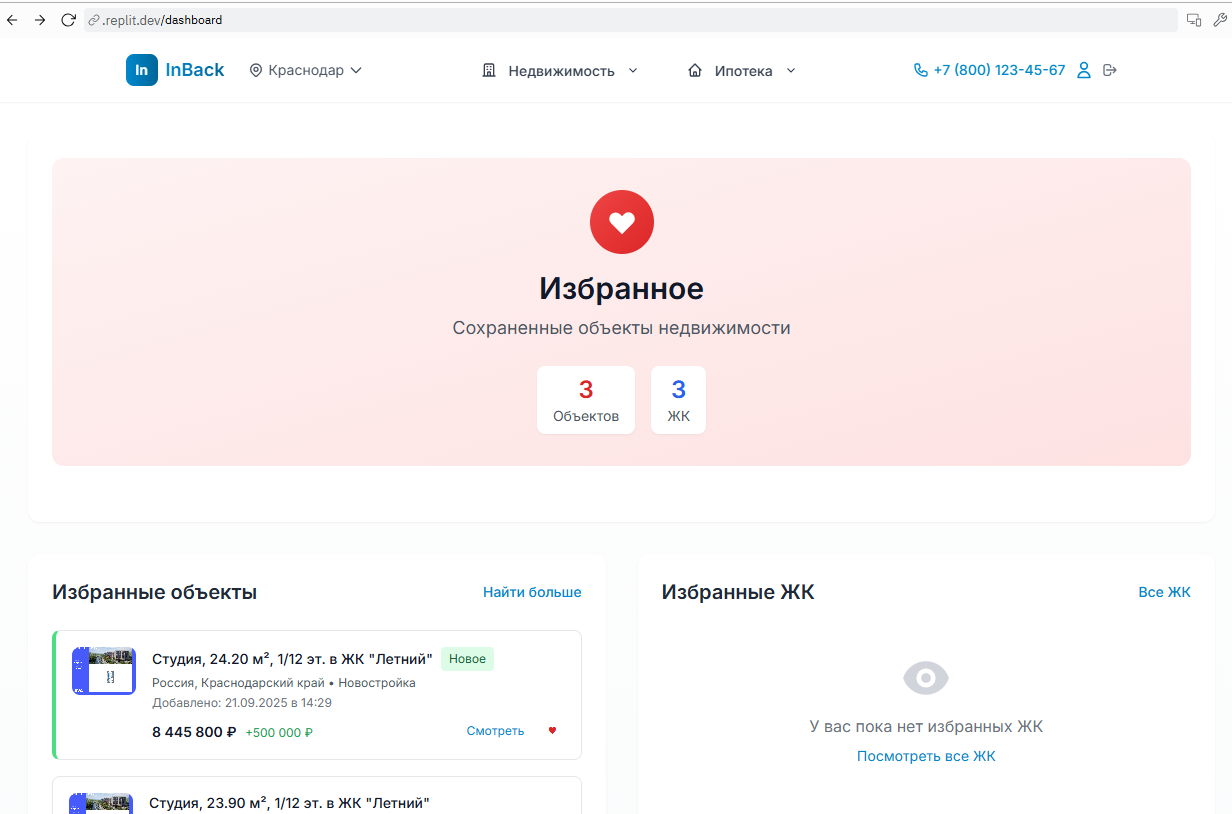 .replit.dev/dashboard
In InBack
Краснодар
Недвижимость
Ипотека
+7 (800) 123-45-67
Избранное
Сохраненные объекты недвижимости
3
Объектов
3
ЖК
Избранные объекты
Найти больше
Студия, 24.20 м², 1/12 эт. в ЖК "Летний"
Новое
Россия, Краснодарский край • Новостройка
Добавлено: 21.09.2025 в 14:29
8 445 800 ₽ +500 000 ₽
Смотреть
Студия, 23.90 м², 1/12 эт. в ЖК "Летний"
Избранные ЖК
Все ЖК
У вас пока нет избранных ЖК
Посмотреть все ЖК